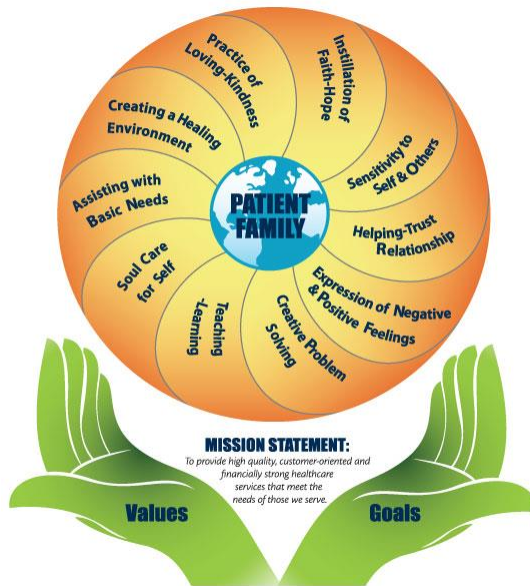 Practice of
Loving-Kindness
Instillation of
Faith-Hope
Sensitivity to
Self & Others
Helping-Trust
Relationship
Expression of Negative
& Positive Feelings
Creative Problem
Solving
Teaching
-Learning
Soul Care
for Self
Assisting with
Basic Needs
Creating a Healing
Environment
PATIENT
FAMILY
MISSION STATEMENT:
To provide high quality, customer-oriented and
financially strong healthcare
services that meet the
needs of those we serve.
Values
Goals